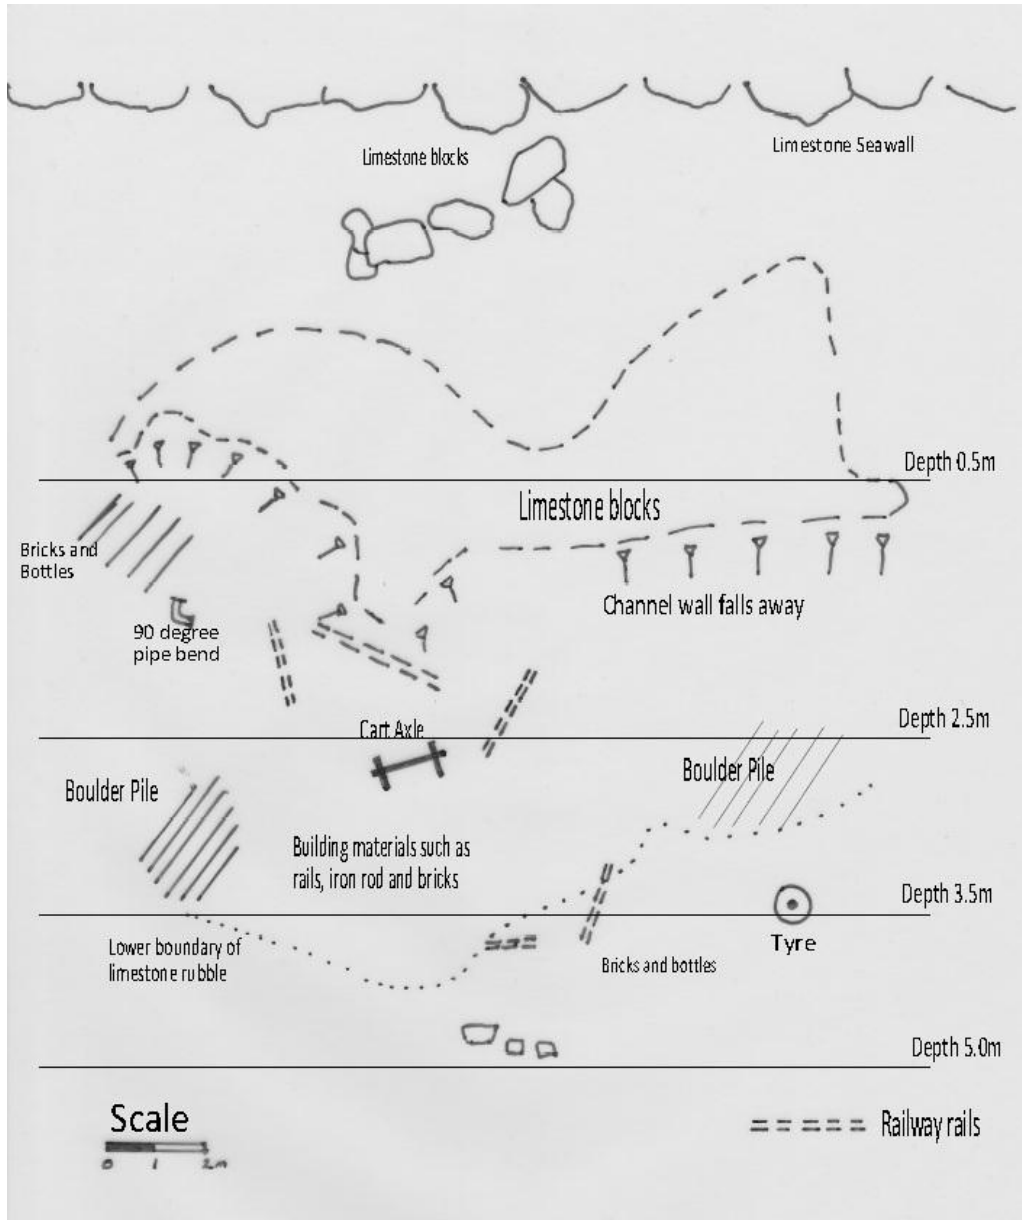 Limestone blocks
Limestone Seawall
Depth 0.5m
Limestone blocks
Bricks and
Bottles
Channel wall falls away
90 degree
pipe bend
Depth 2.5m
Cart Axle
Boulder Pile
Boulder Pile
Building materials such as
rails, iron rod and bricks
Depth 3.5m
Tyre
Lower boundary of
limestone rubble
Bricks and bottles
Depth 5.0m
Scale
Railway rails
0 1 2m